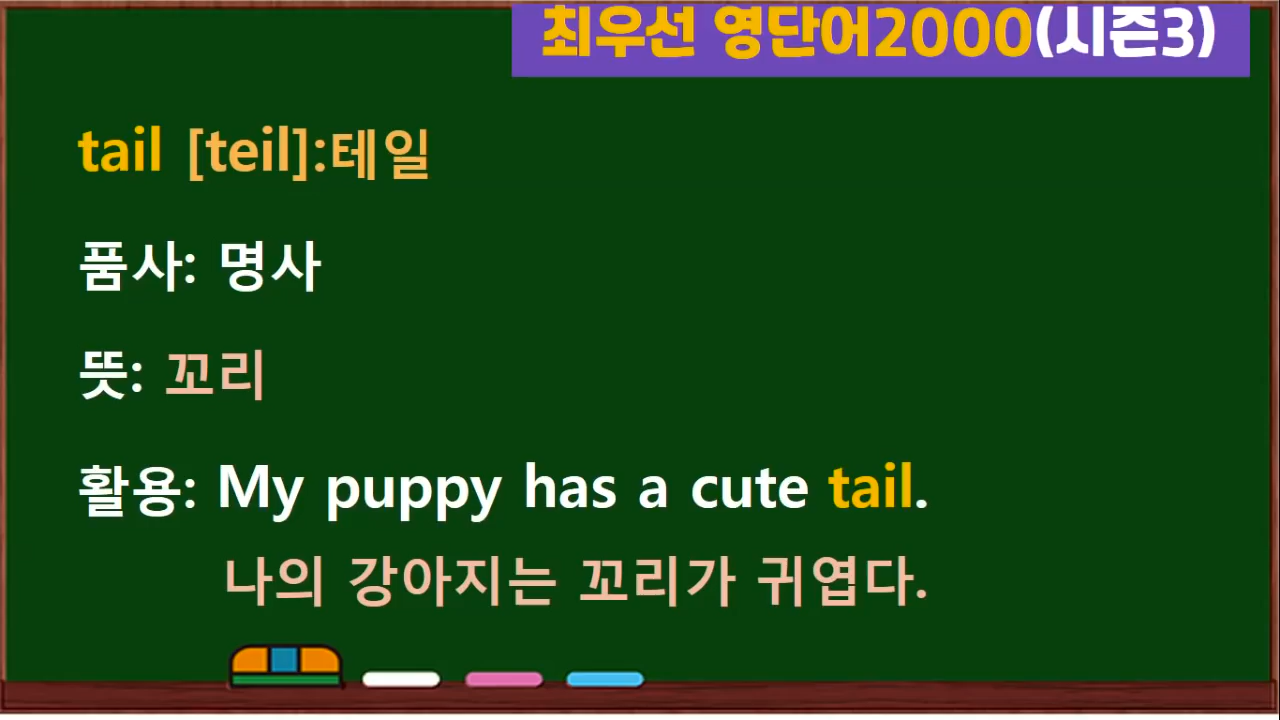 최우선 영단어2000(시즌3)
tail [teil]:테일
품사: 명사
뜻: 꼬리
활용: My puppy has a cute tail.
나의 강아지는 꼬리가 귀엽다.